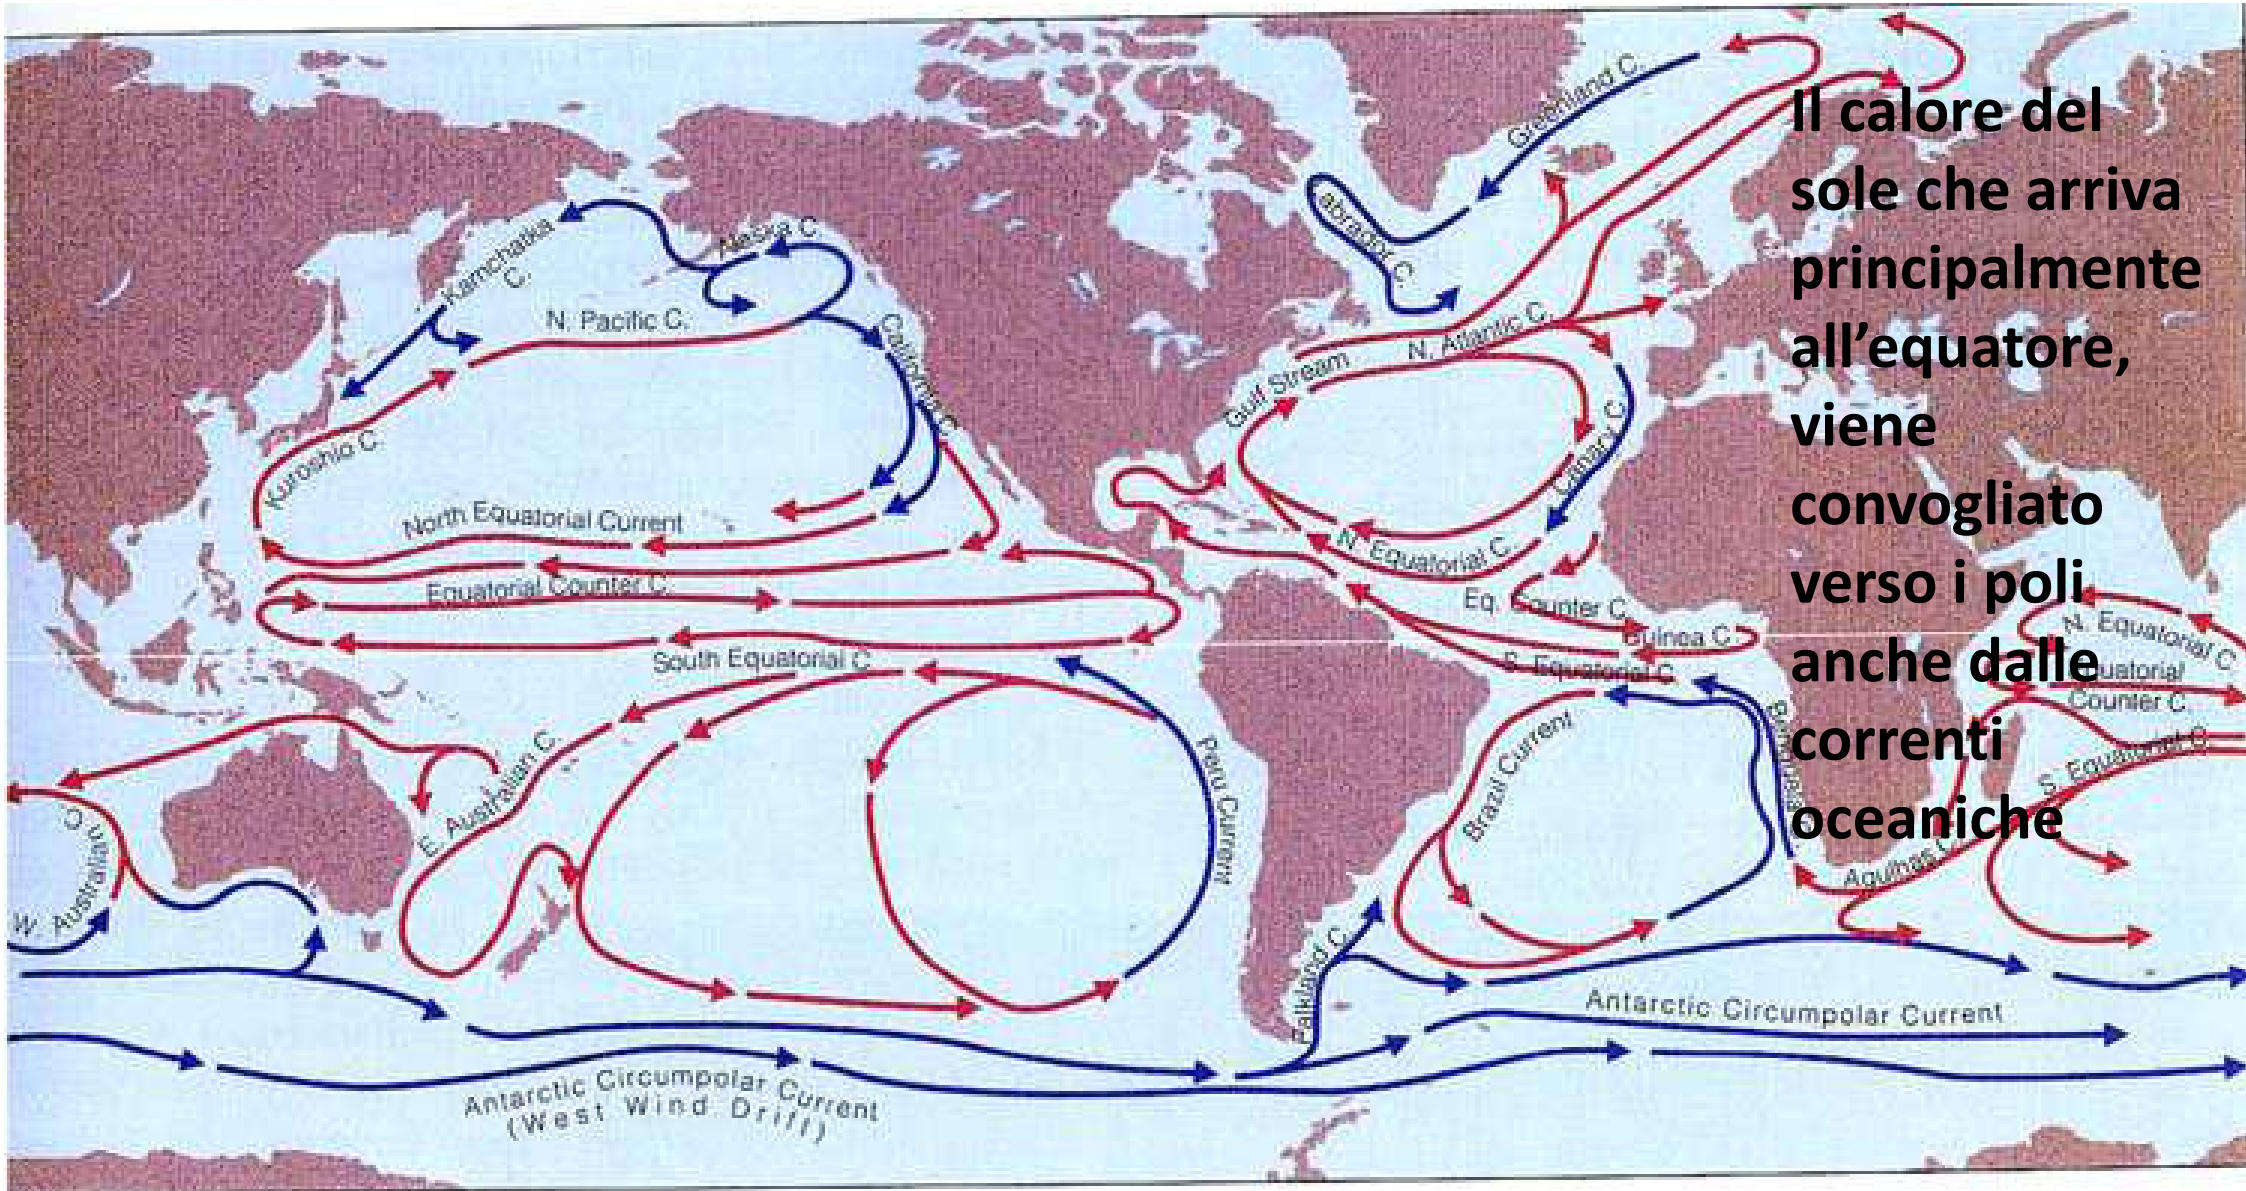 Il calore del
sole che arriva
principalmente
all’equatore,
viene
convogliato
verso i poli
anche dalle
correnti
oceaniche
Greenland C.
abrador C.
Alaska C
Kamchatka
C.
N. Pacific C.
California C.
Kuroshio C.
North Equatorial Current
Equatorial Counter C.
South Equatorial C
E. Australian C.
W. Australian C
Peru Current
Gulf Stream
N. Atlantic C.
Canary C.
N. Equatorial C.
Eq. Counter C.
Guinea C
S. Equatorial C
Brazil Current
Falkland C.
Agulhas C
N. Equatorial C
quatorial
Counter C.
S. Equatorial C.
Antarctic Circumpolar Current
Antarctic Circumpolar Current
(West Wind Drift)